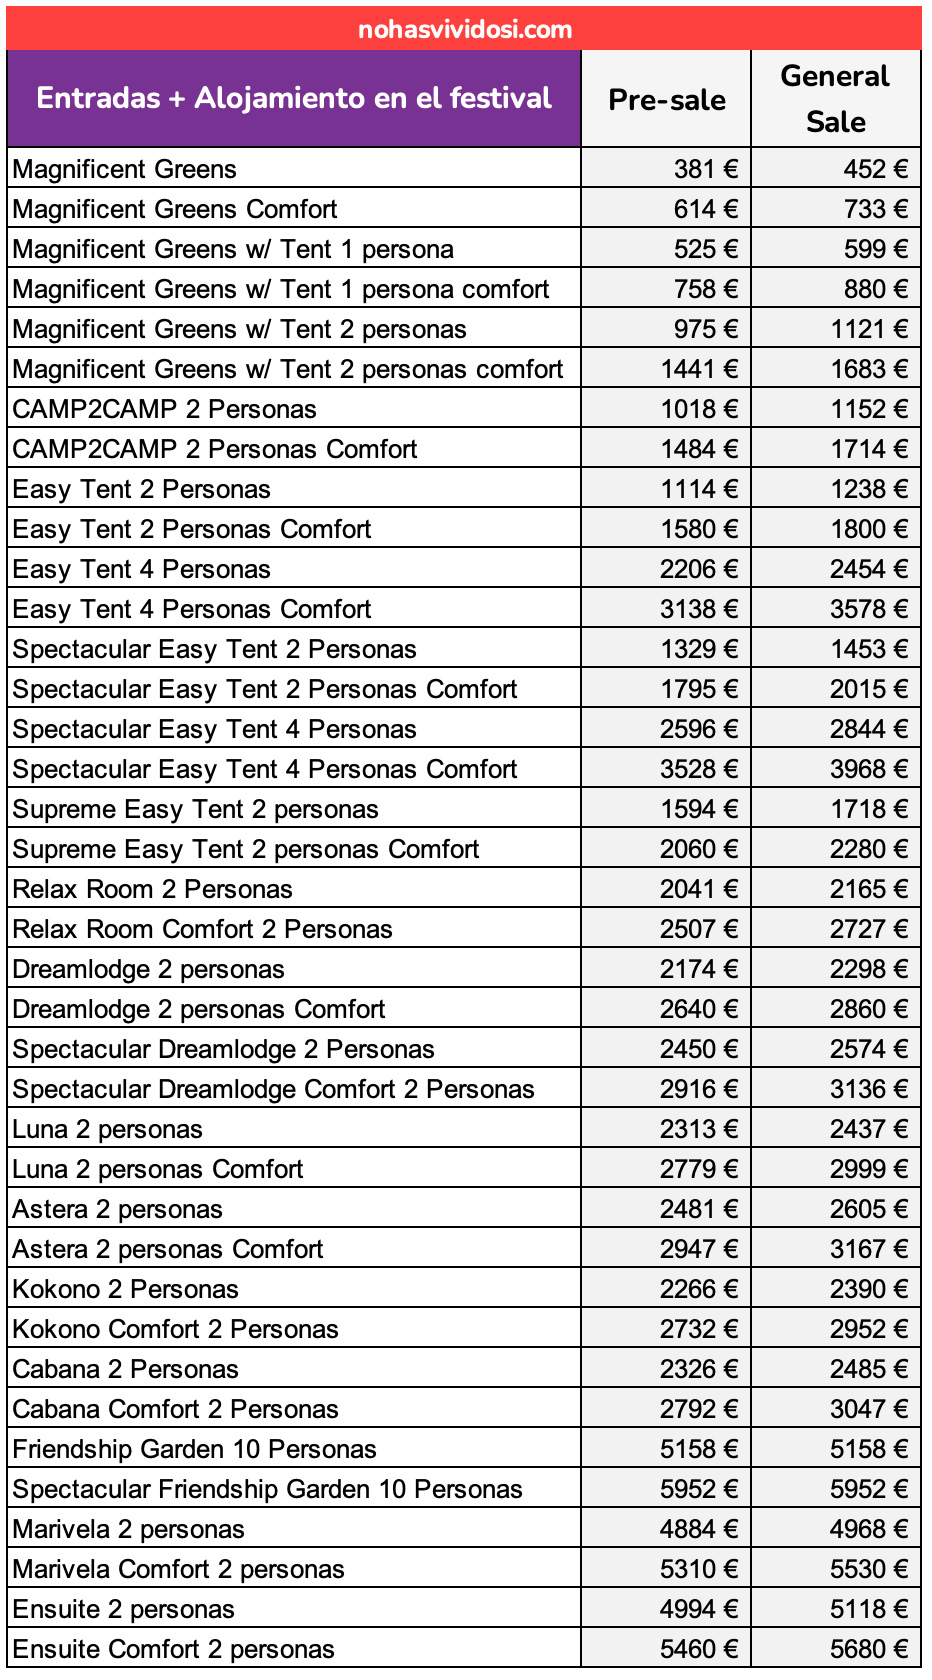 nohasvividosi.com
Entradas + Alojamiento en el festival Pre-sale General Sale
Magnificent Greens 381 € 452 €
Magnificent Greens Comfort 614 € 733 €
Magnificent Greens w/ Tent 1 persona 525 € 599 €
Magnificent Greens w/ Tent 1 persona comfort 758 € 880 €
Magnificent Greens w/ Tent 2 personas 975 € 1121 €
Magnificent Greens w/ Tent 2 personas comfort 1441 € 1683 €
CAMP2CAMP 2 Personas 1018 € 1152 €
CAMP2CAMP 2 Personas Comfort 1484 € 1714 €
Easy Tent 2 Personas 1114 € 1238 €
Easy Tent 2 Personas Comfort 1580 € 1800 €
Easy Tent 4 Personas 2206 € 2454 €
Easy Tent 4 Personas Comfort 3138 € 3578 €
Spectacular Easy Tent 2 Personas 1329 € 1453 €
Spectacular Easy Tent 2 Personas Comfort 1795 € 2015 €
Spectacular Easy Tent 4 Personas 2596 € 2844 €
Spectacular Easy Tent 4 Personas Comfort 3528 € 3968 €
Supreme Easy Tent 2 personas 1594 € 1718 €
Supreme Easy Tent 2 personas Comfort 2060 € 2280 €
Relax Room 2 Personas 2041 € 2165 €
Relax Room Comfort 2 Personas 2507 € 2727 €
Dreamlodge 2 personas 2174 € 2298 €
Dreamlodge 2 personas Comfort 2640 € 2860 €
Spectacular Dreamlodge 2 Personas 2450 € 2574 €
Spectacular Dreamlodge Comfort 2 Personas 2916 € 3136 €
Luna 2 personas 2313 € 2437 €
Luna 2 personas Comfort 2779 € 2999 €
Astera 2 personas 2481 € 2605 €
Astera 2 personas Comfort 2947 € 3167 €
Kokono 2 Personas 2266 € 2390 €
Kokono Comfort 2 Personas 2732 € 2952 €
Cabana 2 Personas 2326 € 2485 €
Cabana Comfort 2 Personas 2792 € 3047 €
Friendship Garden 10 Personas 5158 € 5158 €
Spectacular Friendship Garden 10 Personas 5952 € 5952 €
Marivela 2 personas 4884 € 4968 €
Marivela Comfort 2 personas 5310 € 5530 €
Ensuite 2 personas 4994 € 5118 €
Ensuite Comfort 2 personas 5460 € 5680 €